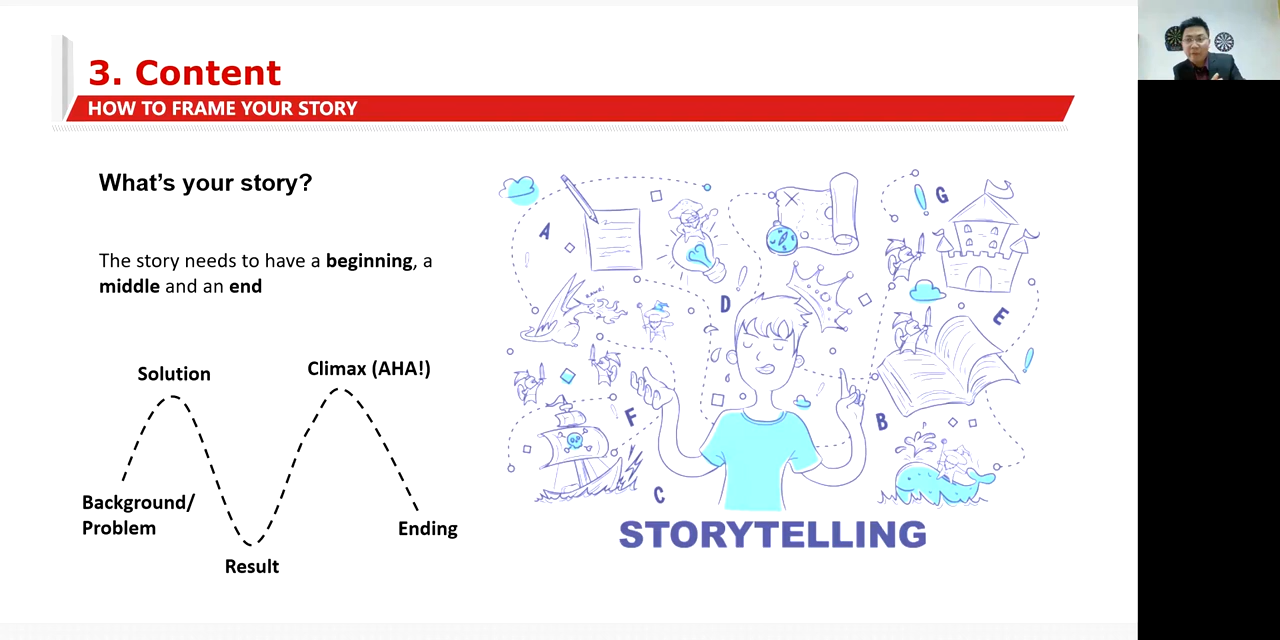 3. Content
HOW TO FRAME YOUR STORY
What's your story?
The story needs to have a beginning, a
middle and an end
Solution
Climax (AHA!)
Background/
Problem
Result
Ending
A
G
D
E
F
B
C
STORYTELLING